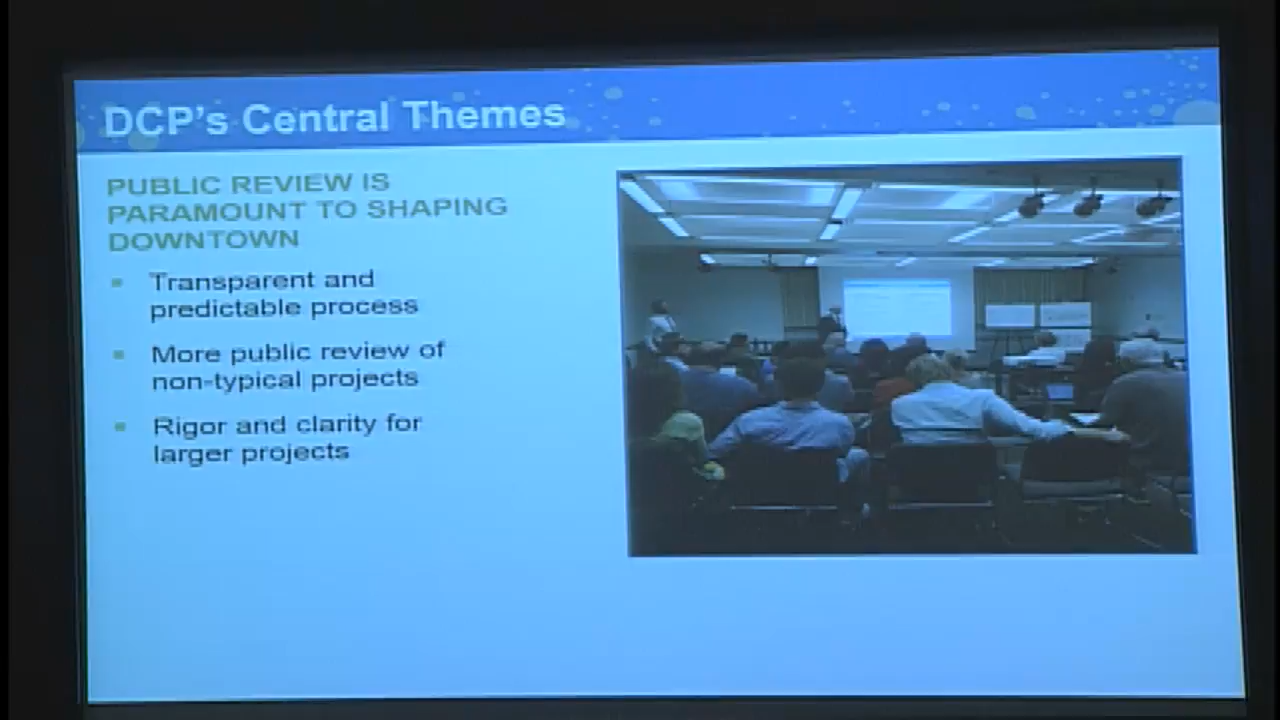 DCP's Central Themes
PUBLIC REVIEW IS
PARAMOUNT TO SHAPING
DOWNTOWN
Transparent and
predictable process
More public review of
non-typical projects
Rigor and clarity for
larger projects